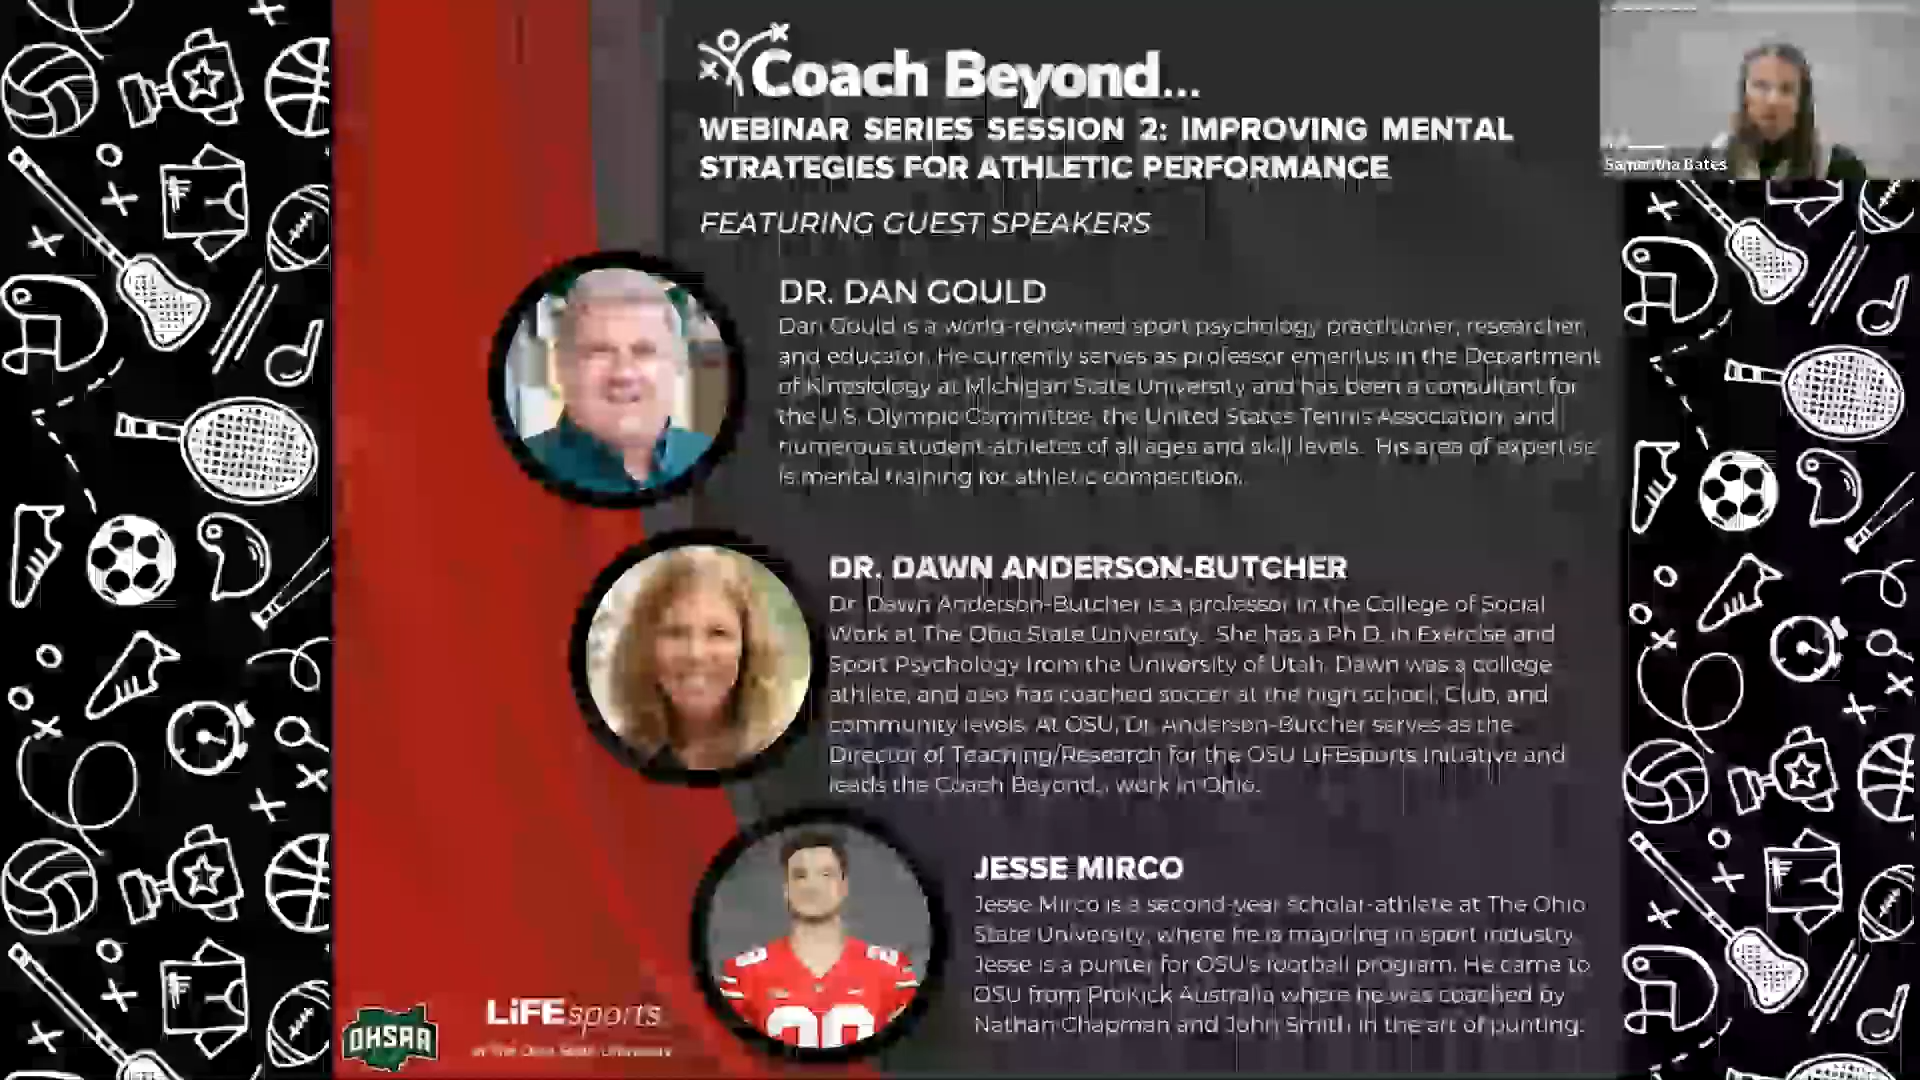 Coach Beyond...
WEBINAR SERIES SESSION 2: IMPROVING MENTAL
STRATEGIES FOR ATHLETIC PERFORMANCE
FEATURING GUEST SPEAKERS
Samantha Bates
DR. DAN GOULD
Dan Gould is a world-renowned sport psychology practitioner, researcher,
and educator. He currently serves as professor emeritus in the Department
of Kinesiology at Michigan State University and has been a consultant for
the U.S. Olympic Committee, the United States Tennis Association, and
numerous student-athletes of all ages and skill levels. His area of expertise
is mental training for athletic competition.
DR. DAWN ANDERSON-BUTCHER
Dr. Dawn Anderson-Butcher is a professor in the College of Social
Work at The Ohio State University. She has a Ph.D. in Exercise and
Sport Psychology from the University of Utah. Dawn was a college
athlete, and also has coached soccer at the high school, Club, and
community levels. At OSU, Dr. Anderson-Butcher serves as the
Director of Teaching/Research for the OSU LiFEsports Initiative and
leads the Coach Beyond... work in Ohio.
JESSE MIRCO
Jesse Mirco is a second-year scholar-athlete at The Ohio
State University, where he is majoring in sport industry.
Jesse is a punter for OSU's football program. He came to
OSU from ProKick Australia where he was coached by
Nathan Chapman and John Smith in the art of punting.
OHSAA
LiFEsports
at The Ohio State University